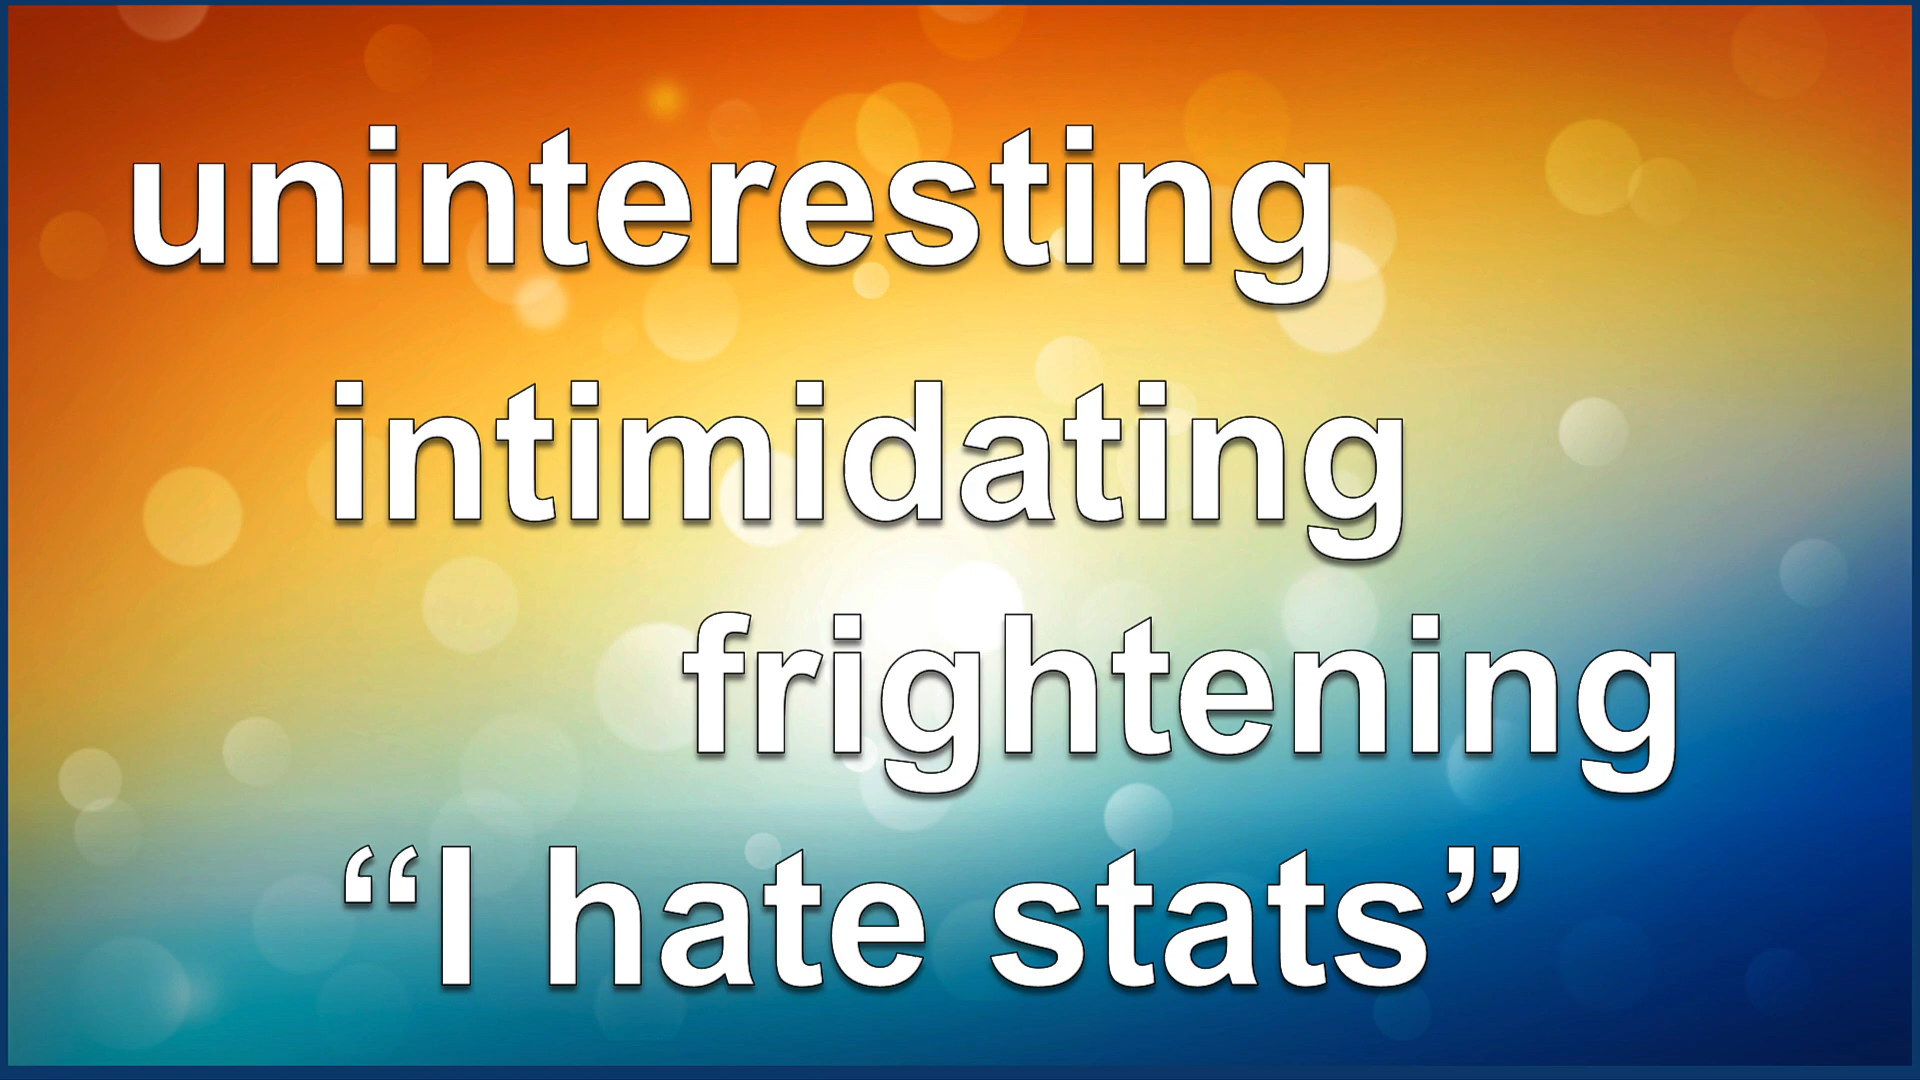 uninteresting
intimidating
frightening
“I hate stats”